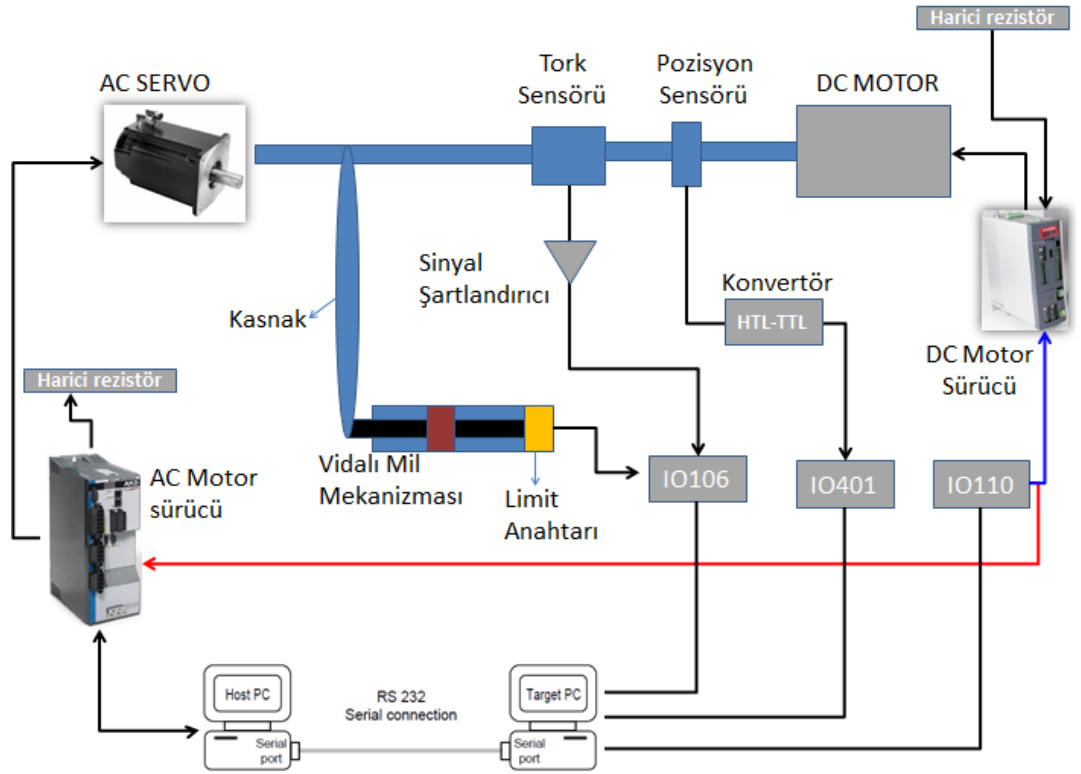 Harici rezistör
AC SERVO
Tork
Sensörü
Pozisyon
Sensörü
DC MOTOR
Sinyal
Şartlandırıcı
Konvertör
HTL-TTL
Kasnak
DC Motor
Sürücü
Harici rezistör
Vidalı Mil
Mekanizması
Limit
Anahtarı
IO106
IO401
IO110
AC Motor
sürücü
Host PC
RS 232
Serial connection
Target PC
Serial
port
Serial
port